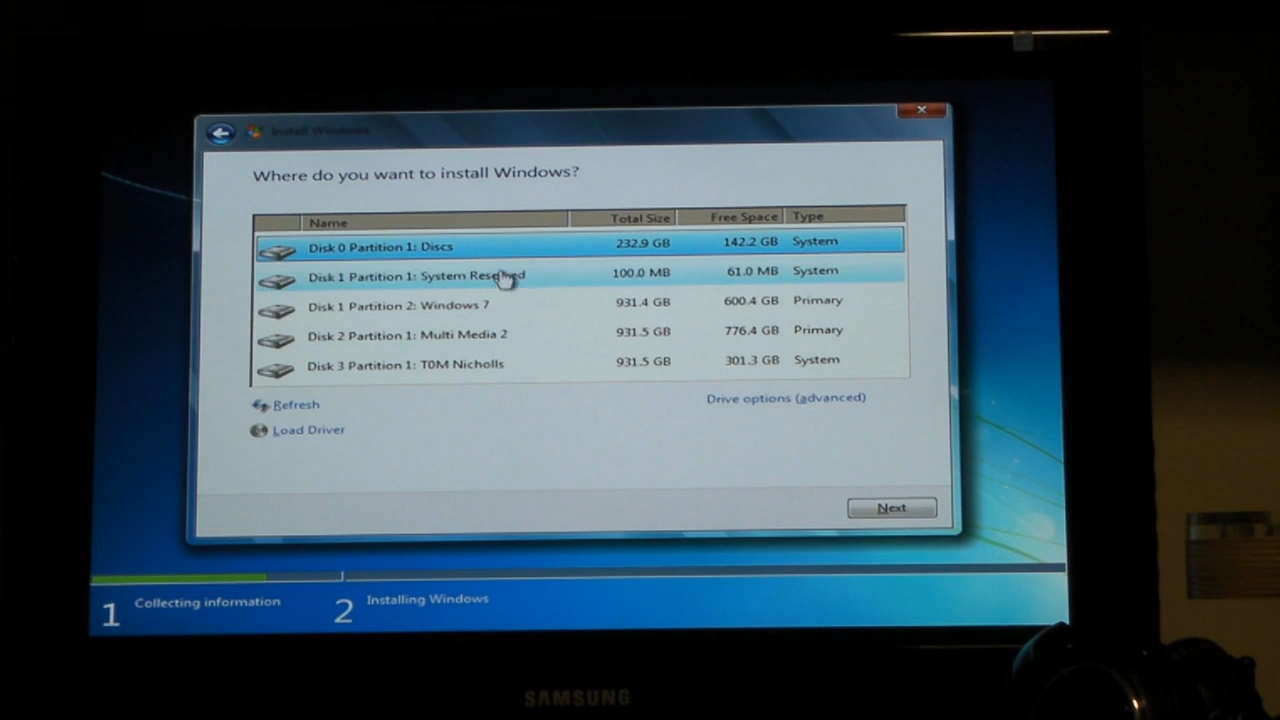 Install Windows
Where do you want to install Windows?
Name Total Size Free Space Type
Disk 0 Partition 1: Discs 232.9 GB 142.2 GB System
Disk 1 Partition 1: System Reserved 100.0 MB 61.0 MB System
Disk 1 Partition 2: Windows 7 931.4 GB 600.4 GB Primary
Disk 2 Partition 1: Multi Media 2 931.5 GB 776.4 GB Primary
Disk 3 Partition 1: T0M Nicholls 931.5 GB 301.3 GB System
Refresh Drive options (advanced)
Load Driver
Next
1 Collecting information 2 Installing Windows
SAMSUNG